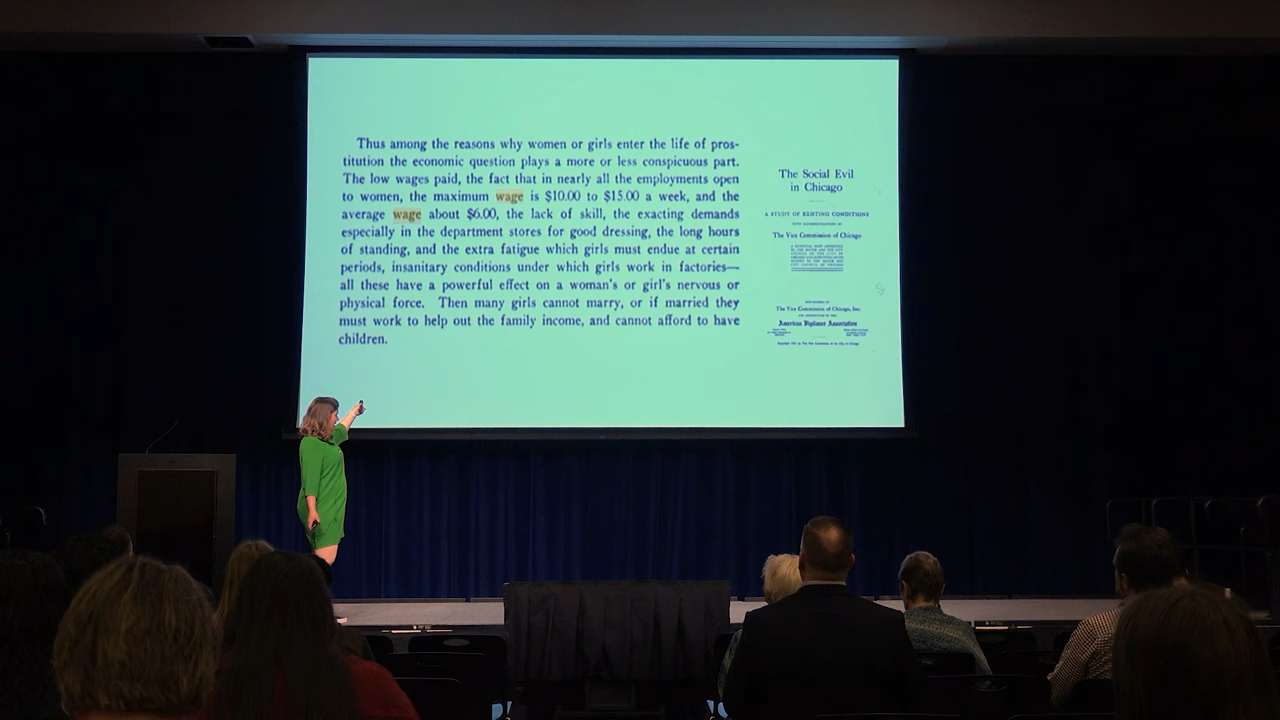 Thus among the reasons why women or girls enter the life of pros-
titution the economic question plays a more or less conspicuous part.
The low wages paid, the fact that in nearly all the employments open
to women, the maximum wage is $10.00 to $15.00 a week, and the
average wage about $6.00, the lack of skill, the exacting demands
especially in the department stores for good dressing, the long hours
of standing, and the extra fatigue which girls must endue at certain
periods, insanitary conditions under which girls work in factories—
all these have a powerful effect on a woman's or girl's nervous or
physical force. Then many girls cannot marry, or if married they
must work to help out the family income, and cannot afford to have
children.
The Social Evil
in Chicago
A STUDY OF EXISTING CONDITIONS
WITH RECOMMENDATIONS BY
The Vice Commission of Chicago
The Vice Commission of Chicago, Inc.
American Vigilance Association